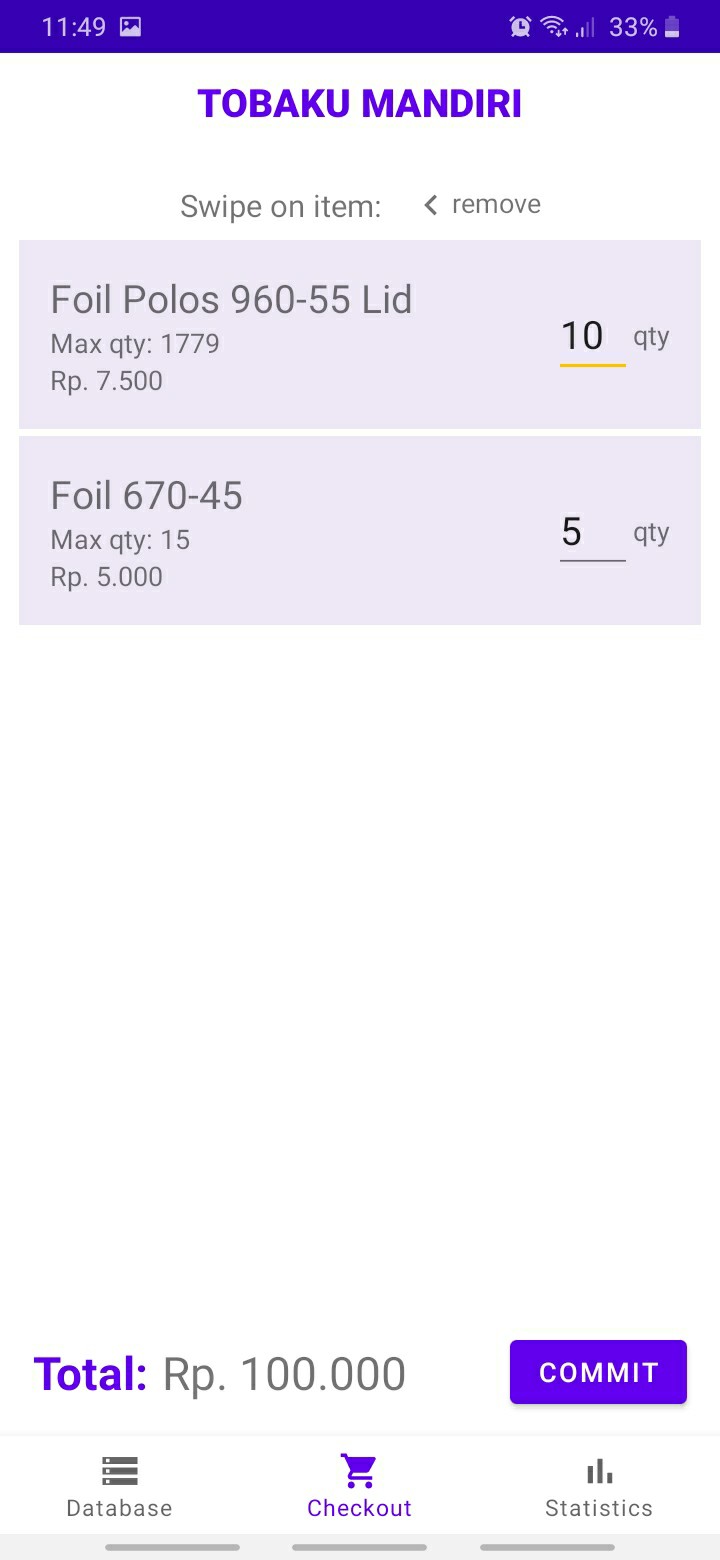 11:49 33%
TOBAKU MANDIRI
Swipe on item: remove
Foil Polos 960-55 Lid
Max qty: 1779
Rp. 7.500
10 qty
Foil 670-45
Max qty: 15
Rp. 5.000
5 qty
Total: Rp. 100.000 COMMIT
Database Checkout Statistics